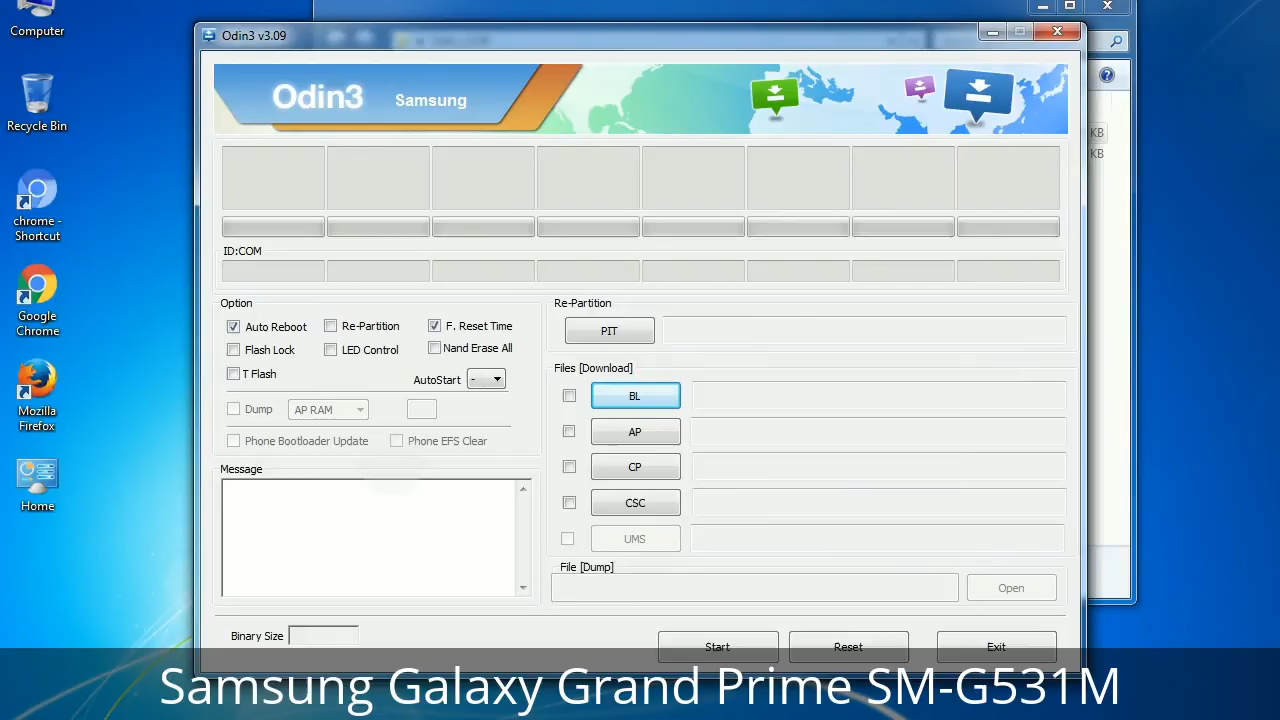 Computer
Recycle Bin
chrome - Shortcut
Google Chrome
Mozilla Firefox
Home
Odin3 v3.09
Odin3 Samsung
ID:COM
Option
Auto Reboot
Re-Partition
F. Reset Time
Flash Lock
LED Control
Nand Erase All
T Flash
AutoStart -
Dump
AP RAM
Phone Bootloader Update
Phone EFS Clear
Message
Re-Partition
PIT
Files [Download]
BL
AP
CP
CSC
UMS
File [Dump]
Open
Binary Size
Start
Reset
Exit
KB
KB
Samsung Galaxy Grand Prime SM-G531M